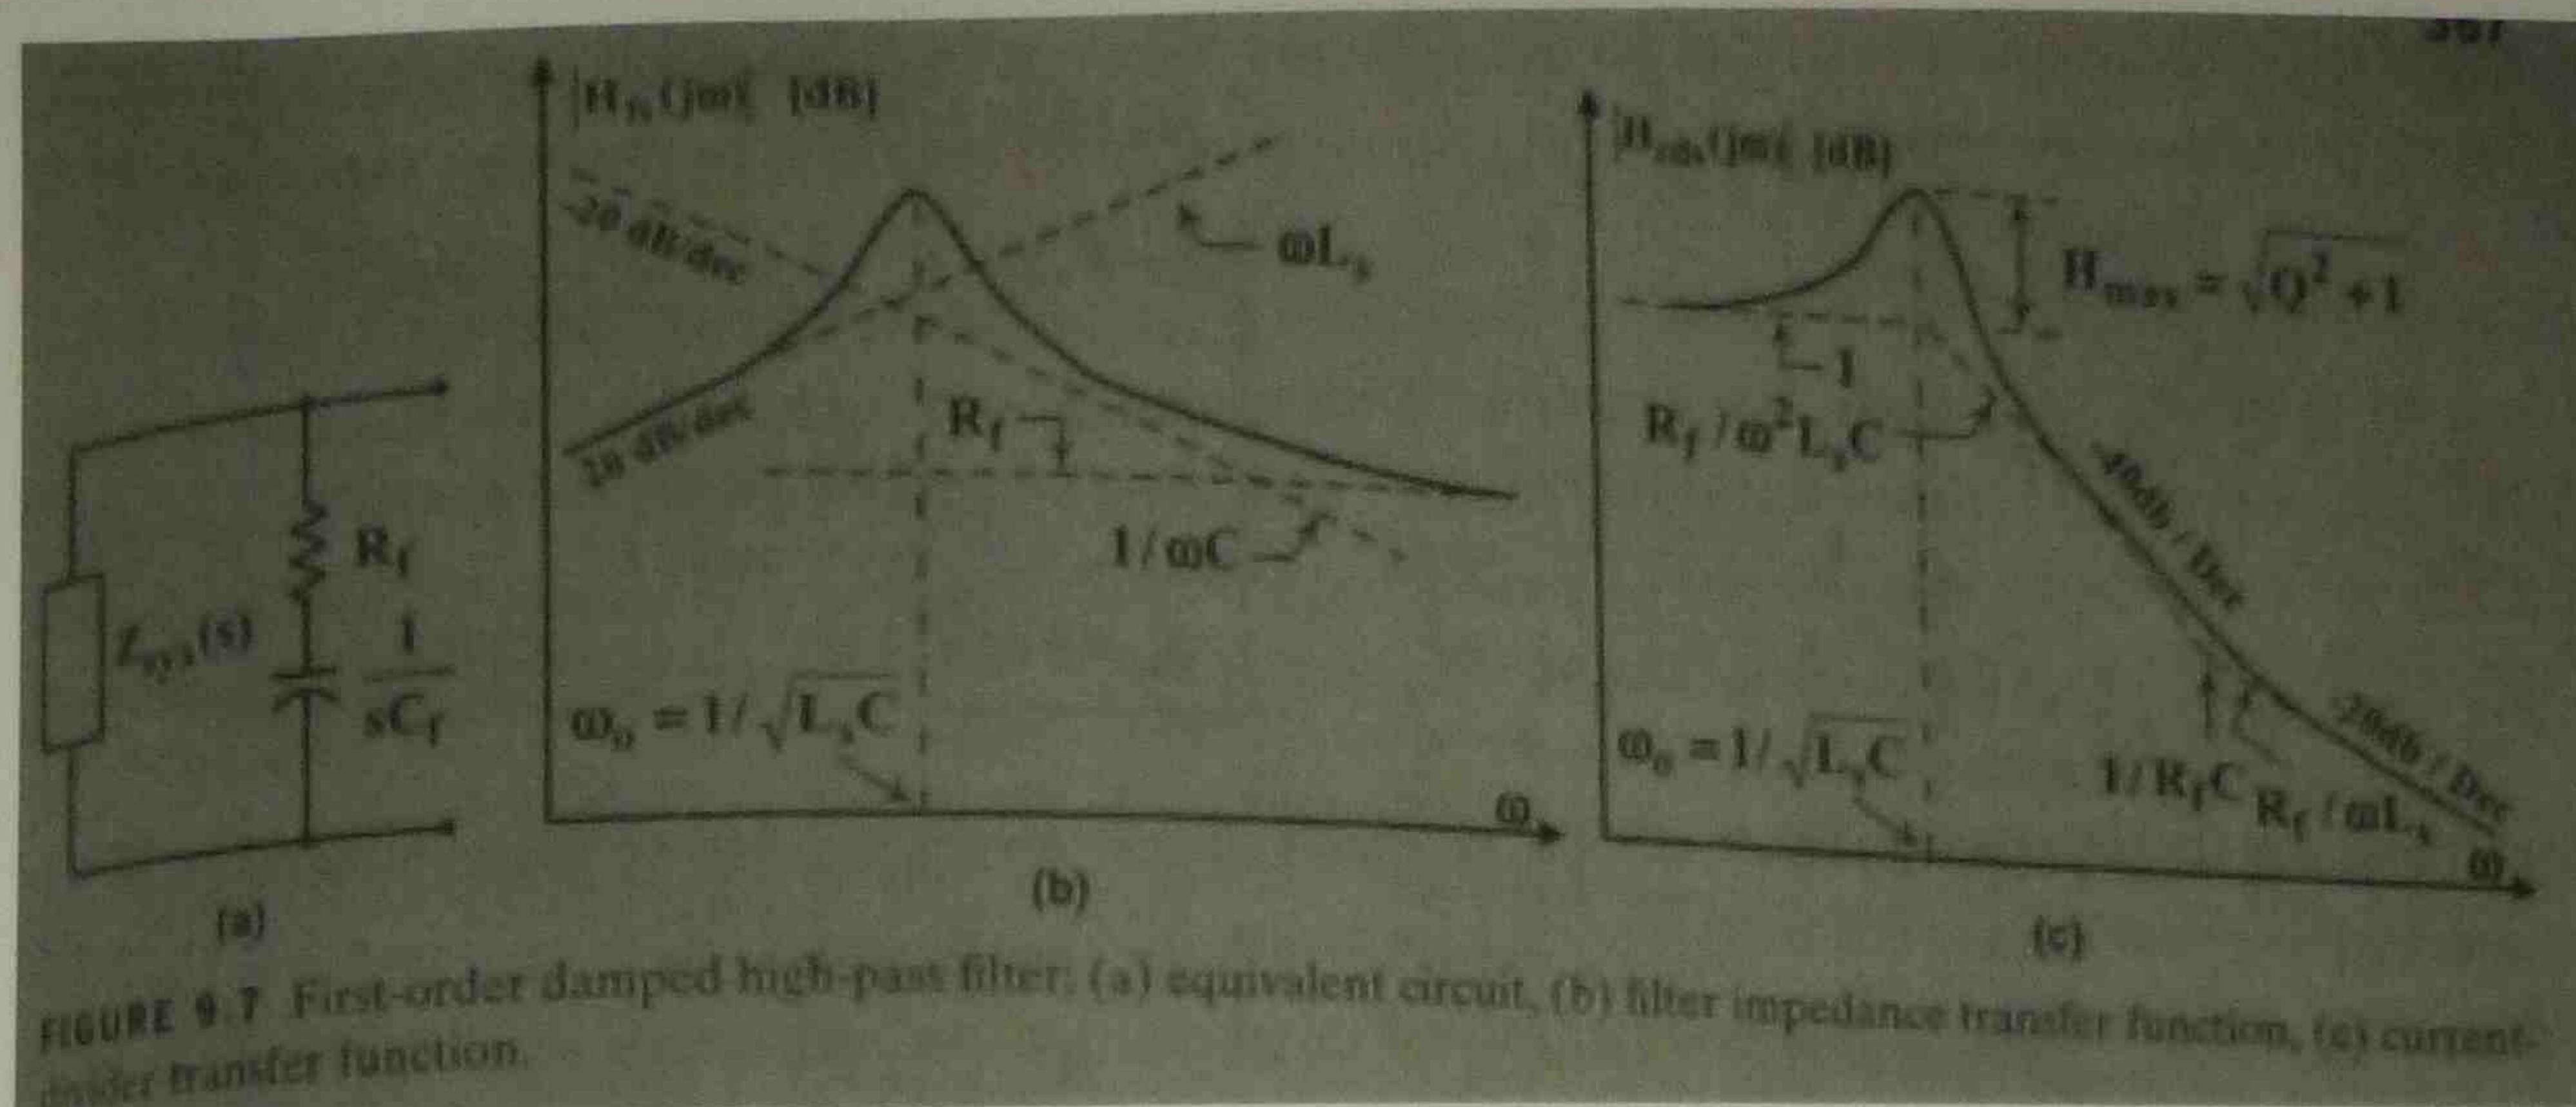 |H_fs(jω)| [dB]
-20 dB/dec
ωL_s
20 dB/dec
R_f
1/ωC
ω_0 = 1/√L_sC
ω
(b)
Z_sys(s)
R_f
1
sC_f
(a)
|H_cds(jω)| [dB]
H_max = √Q² + 1
1
R_f / ω²L_sC
-40db / Dec
ω_0 = 1/√L_sC
1/R_fC
R_f / ωL_s
-20db / Dec
ω
(c)
FIGURE 9.7 First-order damped high-pass filter: (a) equivalent circuit, (b) filter impedance transfer function, (c) current-
divider transfer function.